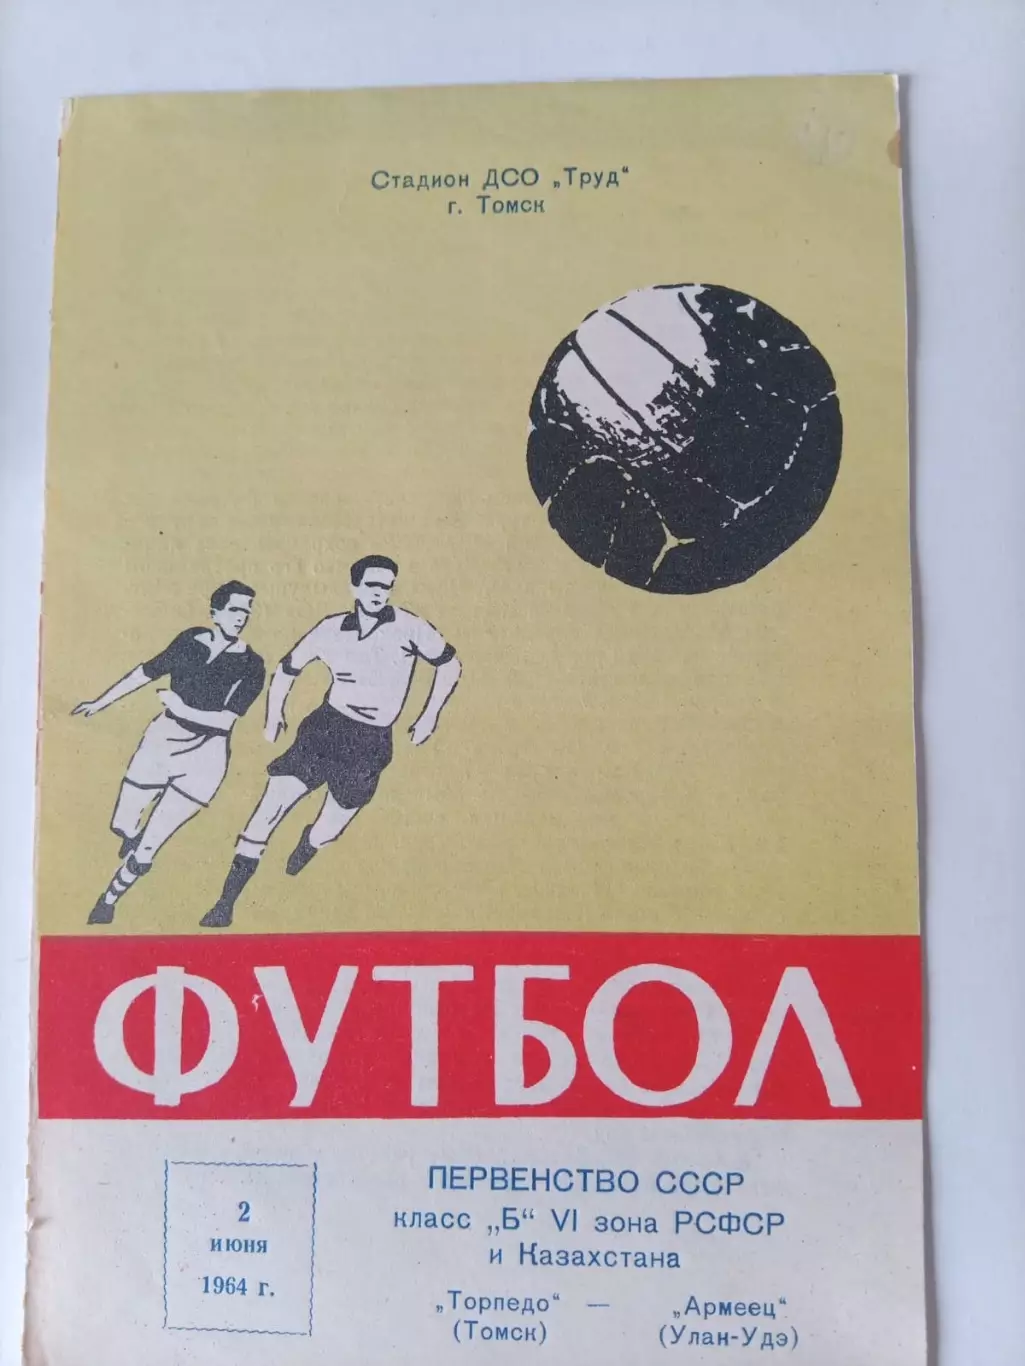 Стадион ДСО „Труд“
г. Томск
ФУТБОЛ
2
июня
1964 г.
ПЕРВЕНСТВО СССР
класс „Б“ VI зона РСФСР
и Казахстана
„Торпедо“ — „Армеец“
(Томск) (Улан-Удэ)